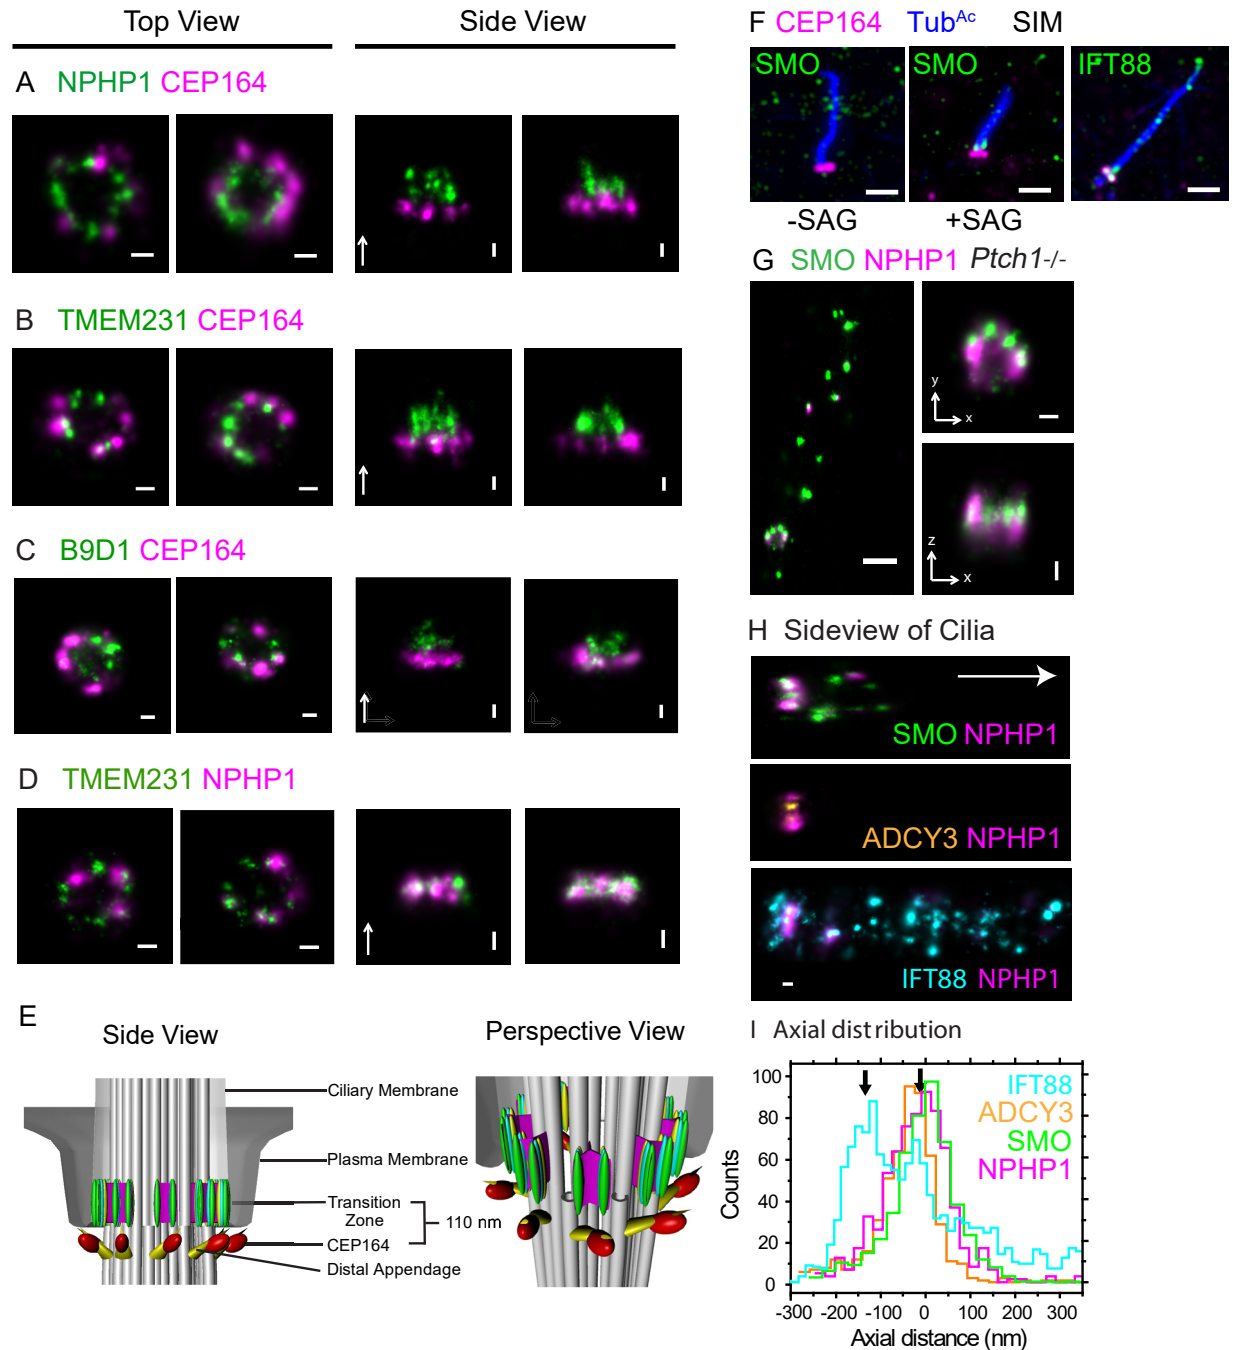 Top View
Side View
A NPHP1 CEP164
B TMEM231 CEP164
C B9D1 CEP164
D TMEM231 NPHP1
E
Side View
Perspective View
Ciliary Membrane
Plasma Membrane
Transition
Zone
110 nm
CEP164
Distal Appendage
F CEP164 TubAc SIM
SMO
SMO
IFT88
-SAG
+SAG
G SMO NPHP1 Ptch1-/-
y
x
z
x
H Sideview of Cilia
SMO NPHP1
ADCY3 NPHP1
IFT88 NPHP1
I Axial distribution
IFT88
ADCY3
SMO
NPHP1
Counts
100
80
60
40
20
0
-300 -200 -100 0 100 200 300
Axial distance (nm)